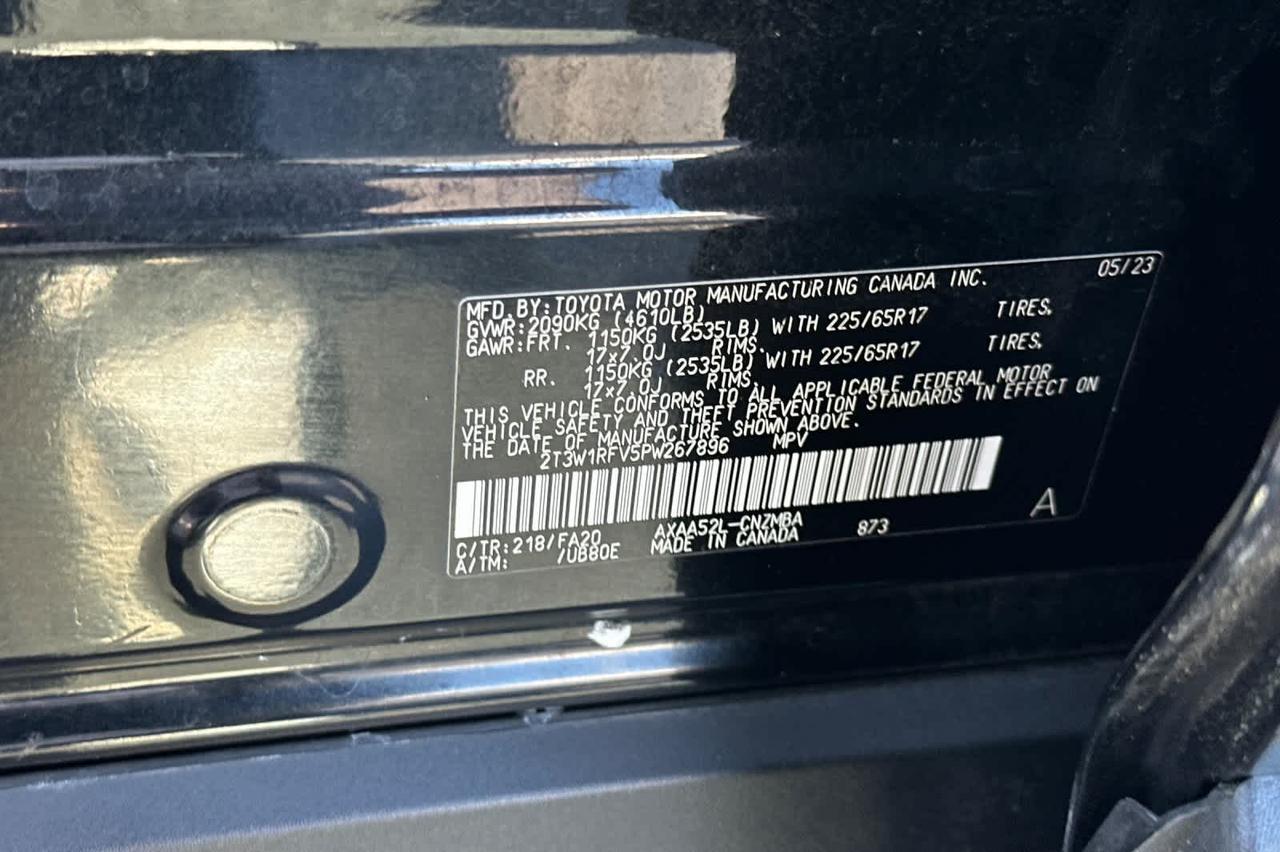 MFD. BY: TOYOTA MOTOR MANUFACTURING CANADA INC. 05/23
GVWR: 2090KG (4610LB)
GAWR: FRT. 1150KG (2535LB) WITH 225/65R17 TIRES,
17x7.0J RIMS.
RR. 1150KG (2535LB) WITH 225/65R17 TIRES,
17x7.0J RIMS.
THIS VEHICLE CONFORMS TO ALL APPLICABLE FEDERAL MOTOR
VEHICLE SAFETY AND THEFT PREVENTION STANDARDS IN EFFECT ON
THE DATE OF MANUFACTURE SHOWN ABOVE.
2T3W1RFV5PW267896 MPV
C/TR: 218/FA20 AXAA52L-CNZMBA 873 A
A/TM: /UB80E MADE IN CANADA